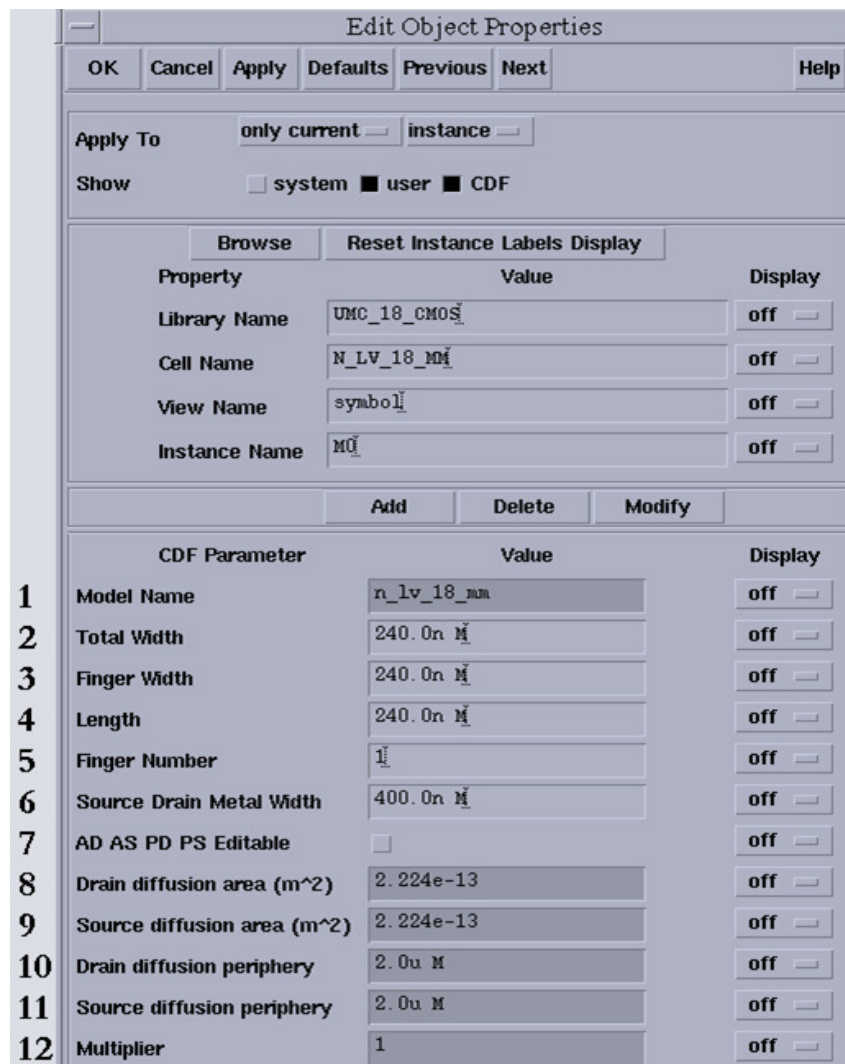 Edit Object Properties
OK Cancel Apply Defaults Previous Next Help
Apply To only current instance
Show system user CDF
Browse Reset Instance Labels Display
Property Value Display
Library Name UMC_18_CMOS off
Cell Name N_LV_18_MM off
View Name symbol off
Instance Name M0 off
Add Delete Modify
CDF Parameter Value Display
1 Model Name n_lv_18_mm off
2 Total Width 240.0n M off
3 Finger Width 240.0n M off
4 Length 240.0n M off
5 Finger Number 1 off
6 Source Drain Metal Width 400.0n M off
7 AD AS PD PS Editable off
8 Drain diffusion area (m^2) 2.224e-13 off
9 Source diffusion area (m^2) 2.224e-13 off
10 Drain diffusion periphery 2.0u M off
11 Source diffusion periphery 2.0u M off
12 Multiplier 1 off